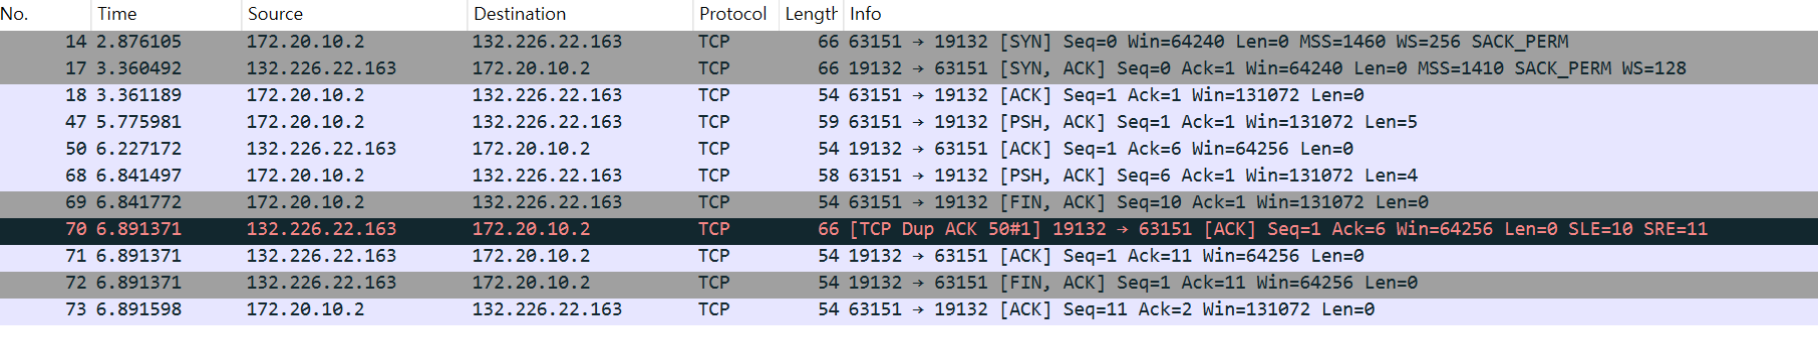 No. Time Source Destination Protocol Length Info
14 2.876105 172.20.10.2 132.226.22.163 TCP 66 63151 → 19132 [SYN] Seq=0 Win=64240 Len=0 MSS=1460 WS=256 SACK_PERM
17 3.360492 132.226.22.163 172.20.10.2 TCP 66 19132 → 63151 [SYN, ACK] Seq=0 Ack=1 Win=64240 Len=0 MSS=1410 SACK_PERM WS=128
18 3.361189 172.20.10.2 132.226.22.163 TCP 54 63151 → 19132 [ACK] Seq=1 Ack=1 Win=131072 Len=0
47 5.775981 172.20.10.2 132.226.22.163 TCP 59 63151 → 19132 [PSH, ACK] Seq=1 Ack=1 Win=131072 Len=5
50 6.227172 132.226.22.163 172.20.10.2 TCP 54 19132 → 63151 [ACK] Seq=1 Ack=6 Win=64256 Len=0
68 6.841497 172.20.10.2 132.226.22.163 TCP 58 63151 → 19132 [PSH, ACK] Seq=6 Ack=1 Win=131072 Len=4
69 6.841772 172.20.10.2 132.226.22.163 TCP 54 63151 → 19132 [FIN, ACK] Seq=10 Ack=1 Win=131072 Len=0
70 6.891371 132.226.22.163 172.20.10.2 TCP 66 [TCP Dup ACK 50#1] 19132 → 63151 [ACK] Seq=1 Ack=6 Win=64256 Len=0 SLE=10 SRE=11
71 6.891371 132.226.22.163 172.20.10.2 TCP 54 19132 → 63151 [ACK] Seq=1 Ack=11 Win=64256 Len=0
72 6.891371 132.226.22.163 172.20.10.2 TCP 54 19132 → 63151 [FIN, ACK] Seq=1 Ack=11 Win=64256 Len=0
73 6.891598 172.20.10.2 132.226.22.163 TCP 54 63151 → 19132 [ACK] Seq=11 Ack=2 Win=131072 Len=0